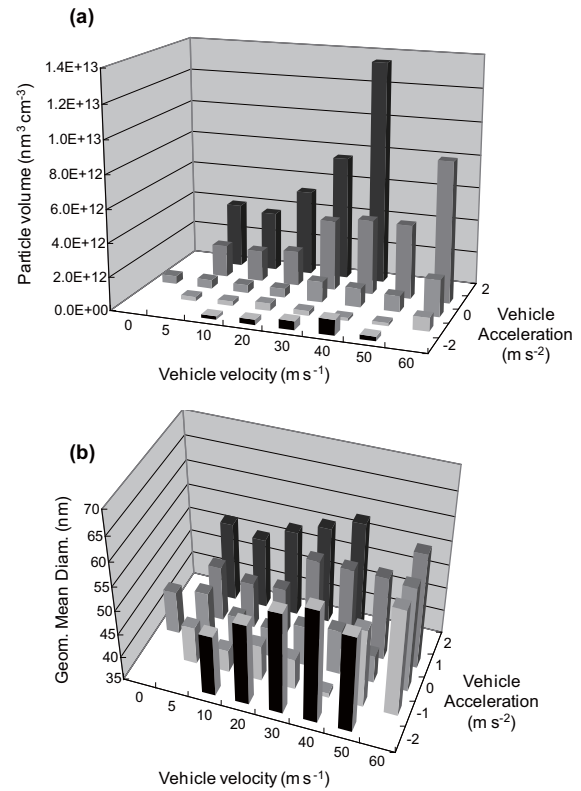 (a)
Particle volume (nm³ cm⁻³)
1.4E+13
1.2E+13
1.0E+13
8.0E+12
6.0E+12
4.0E+12
2.0E+12
0.0E+00
0 5 10 20 30 40 50 60
Vehicle velocity (m s⁻¹)
2
0
-2
Vehicle
Acceleration
(m s⁻²)
(b)
Geom. Mean Diam. (nm)
70
65
60
55
50
45
40
35
0 5 10 20 30 40 50 60
Vehicle velocity (m s⁻¹)
2
1
0
-1
-2
Vehicle
Acceleration
(m s⁻²)